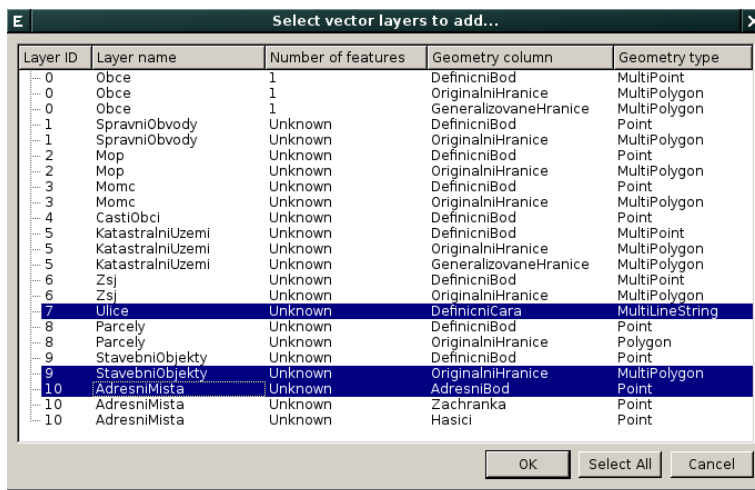 E Select vector layers to add... X
Layer ID Layer name Number of features Geometry column Geometry type
0 Obce 1 DefinicniBod MultiPoint
0 Obce 1 OriginalniHranice MultiPolygon
0 Obce 1 GeneralizovaneHranice MultiPolygon
1 SpravniObvody Unknown DefinicniBod Point
1 SpravniObvody Unknown OriginalniHranice MultiPolygon
2 Mop Unknown DefinicniBod Point
2 Mop Unknown OriginalniHranice MultiPolygon
3 Momc Unknown DefinicniBod Point
3 Momc Unknown OriginalniHranice MultiPolygon
4 CastiObci Unknown DefinicniBod Point
5 KatastralniUzemi Unknown DefinicniBod MultiPoint
5 KatastralniUzemi Unknown OriginalniHranice MultiPolygon
5 KatastralniUzemi Unknown GeneralizovaneHranice MultiPolygon
6 Zsj Unknown DefinicniBod MultiPoint
6 Zsj Unknown OriginalniHranice MultiPolygon
7 Ulice Unknown DefinicniCara MultiLineString
8 Parcely Unknown DefinicniBod Point
8 Parcely Unknown OriginalniHranice Polygon
9 StavebniObjekty Unknown DefinicniBod Point
9 StavebniObjekty Unknown OriginalniHranice MultiPolygon
10 AdresniMista Unknown AdresniBod Point
10 AdresniMista Unknown Zachranka Point
10 AdresniMista Unknown Hasici Point
OK Select All Cancel